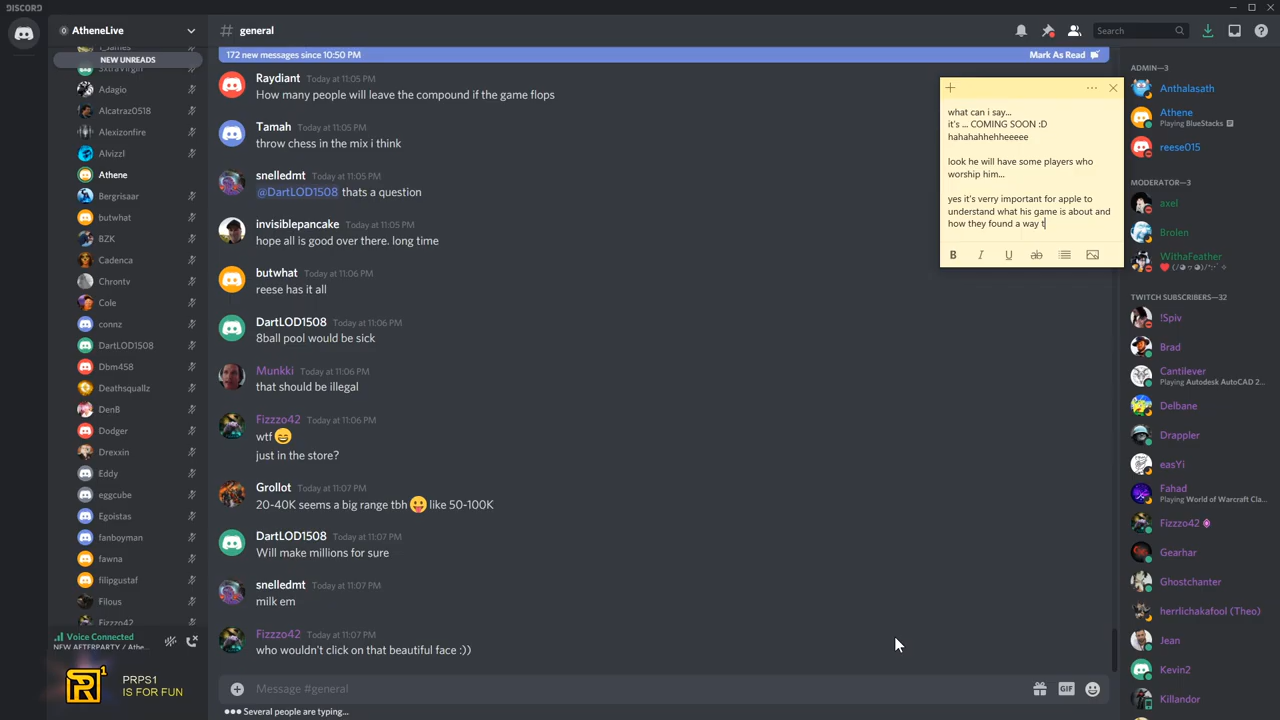 DISCORD
AtheneLive
# general
Search
NEW UNREADS
172 new messages since 10:50 PM
Mark As Read
Adagio
Alcatraz0518
Alexizonfire
Alvizzl
Athene
Bergrisaar
butwhat
BZK
Cadenca
Chrontv
Cole
connz
DartLOD1508
Dbm458
Deathsquallz
DenB
Dodger
Drexxin
Eddy
eggcube
Egoistas
fanboyman
fawna
filipgustaf
Filous
Fizzzo42
Voice Connected
NEW AFTERPARTY / Athe...
R1
PRPS1
IS FOR FUN
Raydiant Today at 11:05 PM
How many people will leave the compound if the game flops
Tamah Today at 11:05 PM
throw chess in the mix i think
snelledmt Today at 11:05 PM
@DartLOD1508 thats a question
invisiblepancake Today at 11:05 PM
hope all is good over there. long time
butwhat Today at 11:06 PM
reese has it all
DartLOD1508 Today at 11:06 PM
8ball pool would be sick
Munkki Today at 11:06 PM
that should be illegal
Fizzzo42 Today at 11:06 PM
wtf 😄
just in the store?
Grollot Today at 11:07 PM
20-40K seems a big range tbh 😛 like 50-100K
DartLOD1508 Today at 11:07 PM
Will make millions for sure
snelledmt Today at 11:07 PM
milk em
Fizzzo42 Today at 11:07 PM
who wouldn't click on that beautiful face :))
Message #general
GIF
Several people are typing...
what can i say...
it's ... COMING SOON :D
hahahahhehheeeee
look he will have some players who
worship him...
yes it's verry important for apple to
understand what his game is about and
how they found a way t
B I U ab
ADMIN—3
Anthalasath
Athene
Playing BlueStacks
reese015
MODERATOR—3
axel
Brolen
WithaFeather
TWITCH SUBSCRIBERS—32
!Spiv
Brad
Cantilever
Playing Autodesk AutoCAD 2...
Delbane
Drappler
easYi
Fahad
Playing World of Warcraft Cla...
Fizzzo42
Gearhar
Ghostchanter
herrlichakafool (Theo)
Jean
Kevin2
Killandor